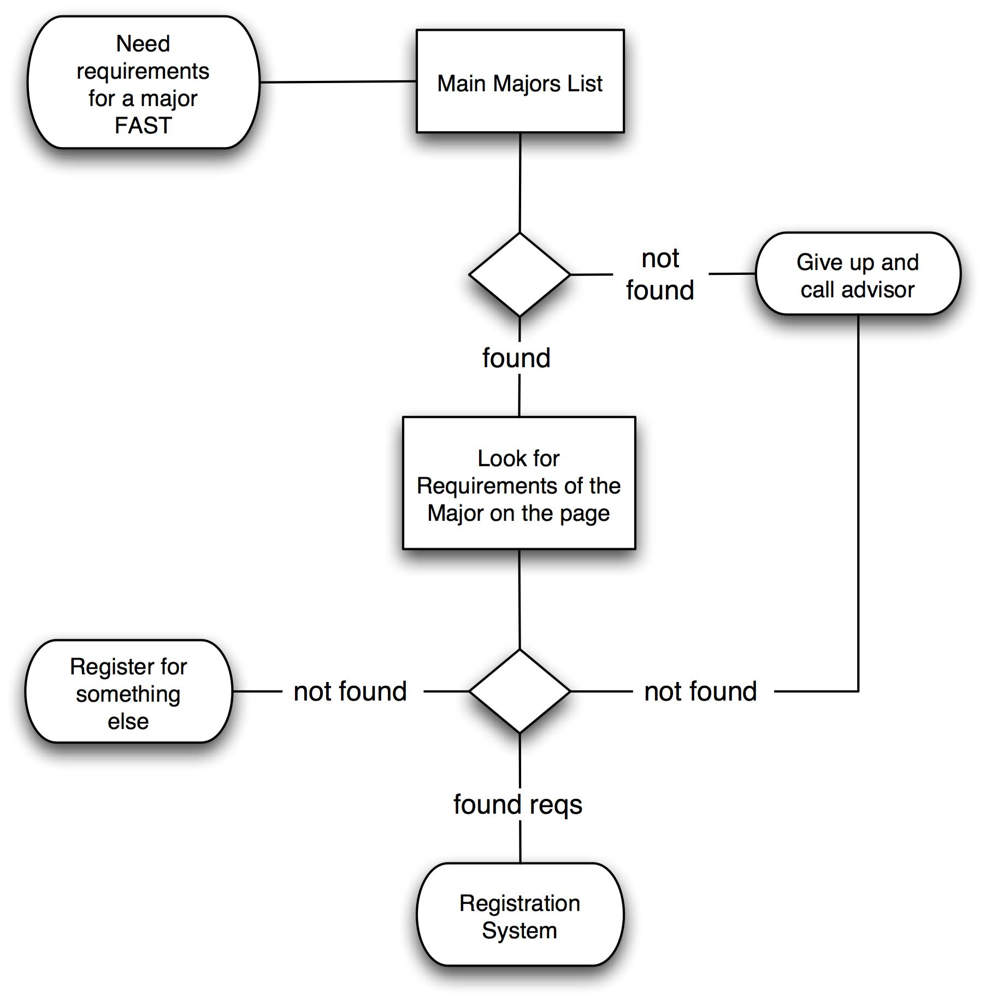 Need
requirements
for a major
FAST
Main Majors List
not
found
Give up and
call advisor
found
Look for
Requirements of the
Major on the page
Register for
something
else
not found
not found
found reqs
Registration
System